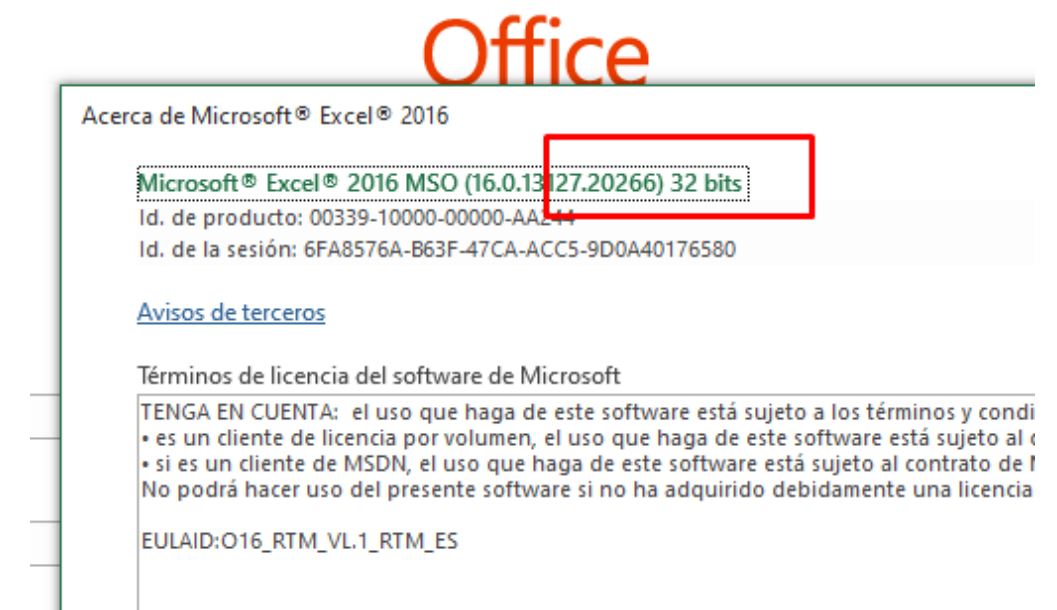 Office
Acerca de Microsoft® Excel® 2016
Microsoft® Excel® 2016 MSO (16.0.13127.20266) 32 bits
Id. de producto: 00339-10000-00000-AA244
Id. de la sesión: 6FA8576A-B63F-47CA-ACC5-9D0A40176580
Avisos de terceros
Términos de licencia del software de Microsoft
TENGA EN CUENTA: el uso que haga de este software está sujeto a los términos y condi
• es un cliente de licencia por volumen, el uso que haga de este software está sujeto al
• si es un cliente de MSDN, el uso que haga de este software está sujeto al contrato de
No podrá hacer uso del presente software si no ha adquirido debidamente una licencia
EULAID:O16_RTM_VL.1_RTM_ES